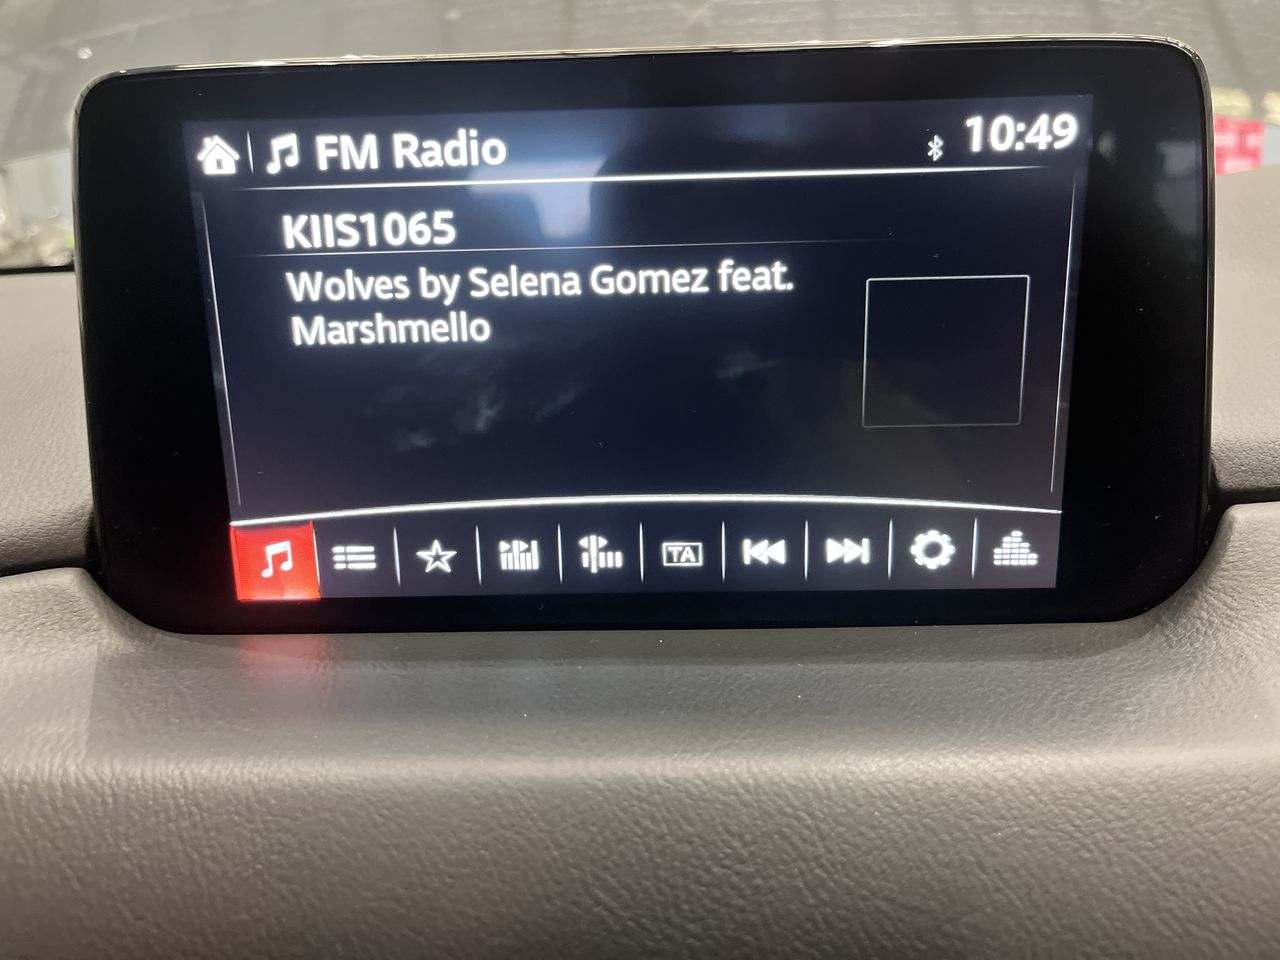 FM Radio
10:49
KIIS1065
Wolves by Selena Gomez feat.
Marshmello
TA